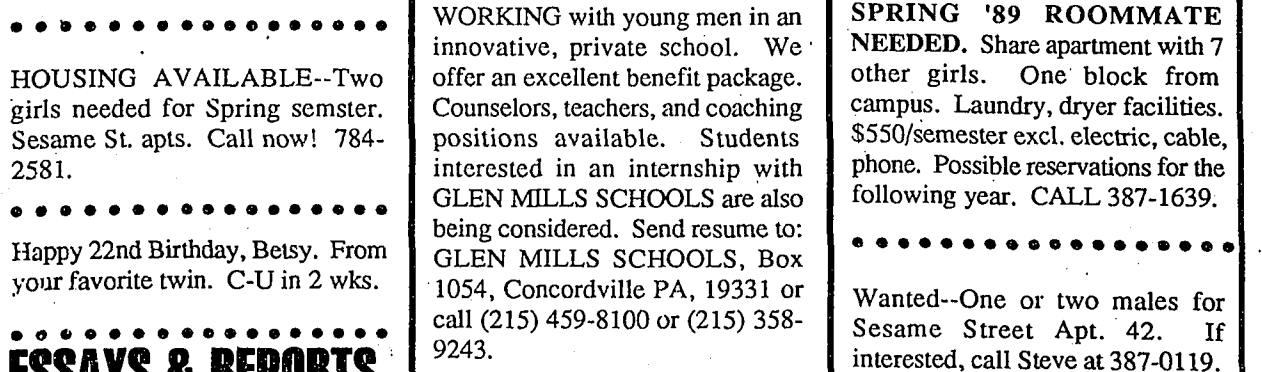 HOUSING AVAILABLE--Two
girls needed for Spring semster.
Sesame St. apts. Call now! 784-
2581.
Happy 22nd Birthday, Betsy. From
your favorite twin. C-U in 2 wks.
ESSAYS & REPORTS
WORKING with young men in an
innovative, private school. We
offer an excellent benefit package.
Counselors, teachers, and coaching
positions available. Students
interested in an internship with
GLEN MILLS SCHOOLS are also
being considered. Send resume to:
GLEN MILLS SCHOOLS, Box
1054, Concordville PA, 19331 or
call (215) 459-8100 or (215) 358-
9243.
SPRING '89 ROOMMATE
NEEDED. Share apartment with 7
other girls. One block from
campus. Laundry, dryer facilities.
$550/semester excl. electric, cable,
phone. Possible reservations for the
following year. CALL 387-1639.
Wanted--One or two males for
Sesame Street Apt. 42. If
interested, call Steve at 387-0119.